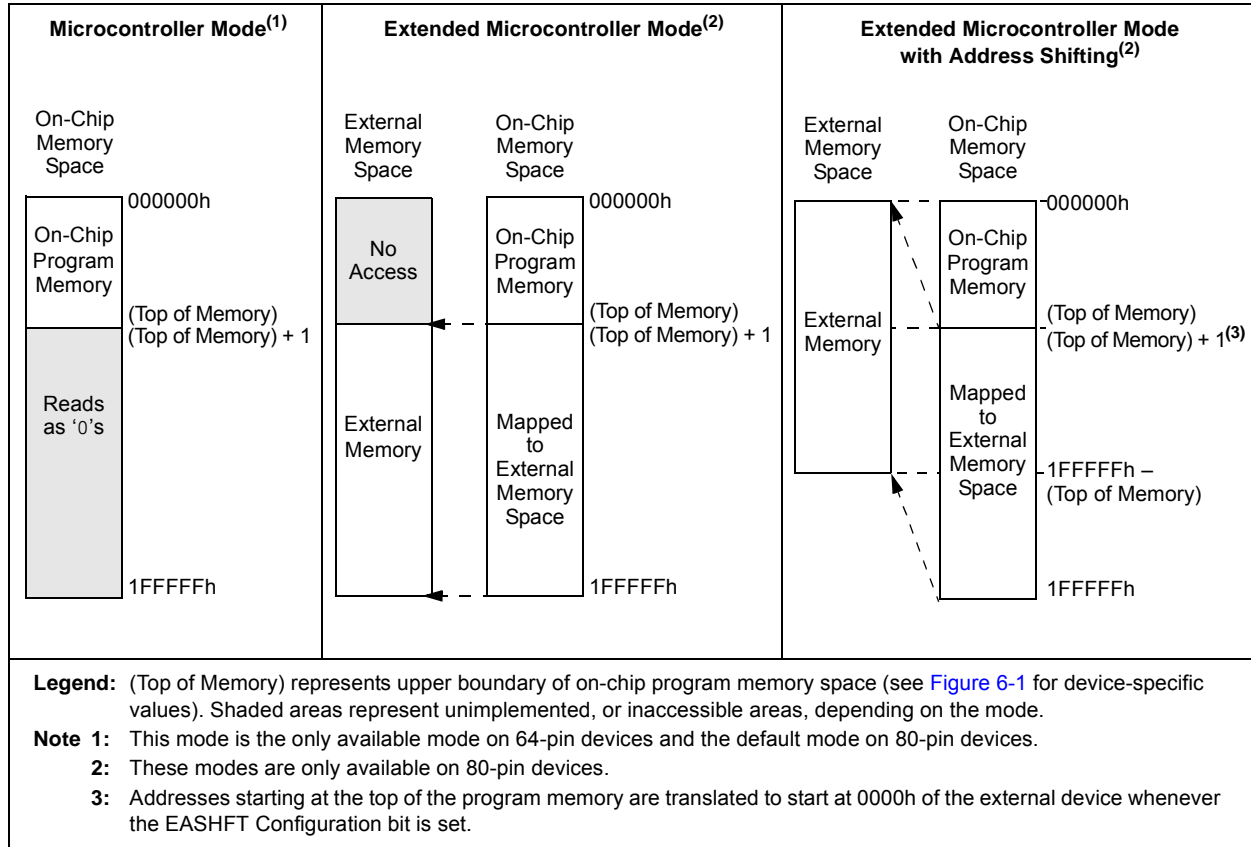 Microcontroller Mode(1)
On-Chip
Memory
Space
000000h
On-Chip
Program
Memory
(Top of Memory)
(Top of Memory) + 1
Reads
as ‘0’s
1FFFFFh
Extended Microcontroller Mode(2)
External
Memory
Space
On-Chip
Memory
Space
000000h
No
Access
On-Chip
Program
Memory
(Top of Memory)
(Top of Memory) + 1
External
Memory
Mapped
to
External
Memory
Space
1FFFFFh
Extended Microcontroller Mode
with Address Shifting(2)
External
Memory
Space
On-Chip
Memory
Space
000000h
On-Chip
Program
Memory
External
Memory
(Top of Memory)
(Top of Memory) + 1(3)
Mapped
to
External
Memory
Space
1FFFFFh –
(Top of Memory)
1FFFFFh
Legend: (Top of Memory) represents upper boundary of on-chip program memory space (see Figure 6-1 for device-specific
values). Shaded areas represent unimplemented, or inaccessible areas, depending on the mode.
Note 1: This mode is the only available mode on 64-pin devices and the default mode on 80-pin devices.
2: These modes are only available on 80-pin devices.
3: Addresses starting at the top of the program memory are translated to start at 0000h of the external device whenever
the EASHFT Configuration bit is set.